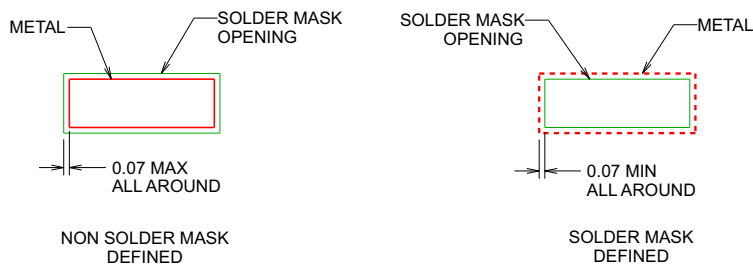 METAL
SOLDER MASK
OPENING
0.07 MAX
ALL AROUND
NON SOLDER MASK
DEFINED
SOLDER MASK
OPENING
METAL
0.07 MIN
ALL AROUND
SOLDER MASK
DEFINED